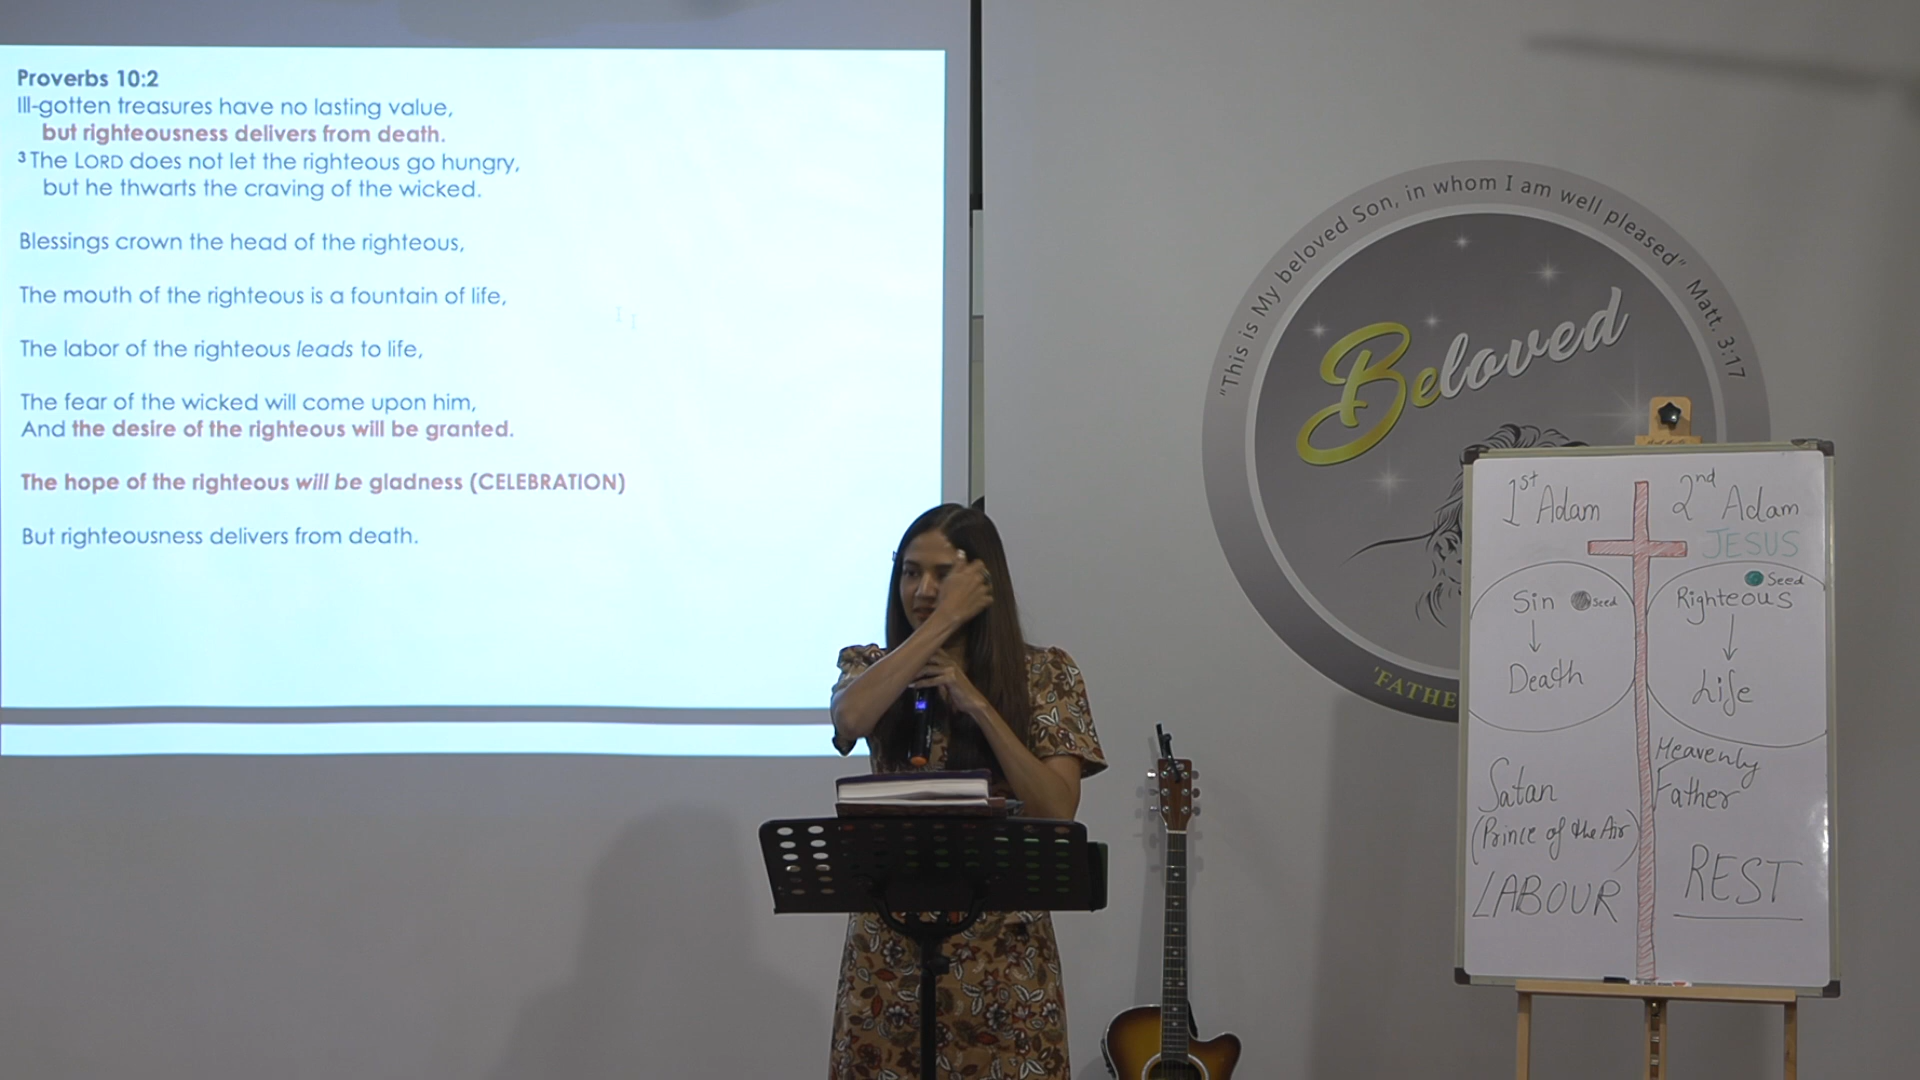 Proverbs 10:2
Ill-gotten treasures have no lasting value,
but righteousness delivers from death.
3 The LORD does not let the righteous go hungry,
but he thwarts the craving of the wicked.
Blessings crown the head of the righteous,
The mouth of the righteous is a fountain of life,
The labor of the righteous leads to life,
The fear of the wicked will come upon him,
And the desire of the righteous will be granted.
The hope of the righteous will be gladness (CELEBRATION)
But righteousness delivers from death.
"This is My beloved Son, in whom I am well pleased" Matt. 3:17
Beloved
'FATHE
1st Adam
Sin Seed
Death
Satan
(Prince of the Air)
LABOUR
2nd Adam
JESUS
Seed
Righteous
Life
Heavenly
Father
REST